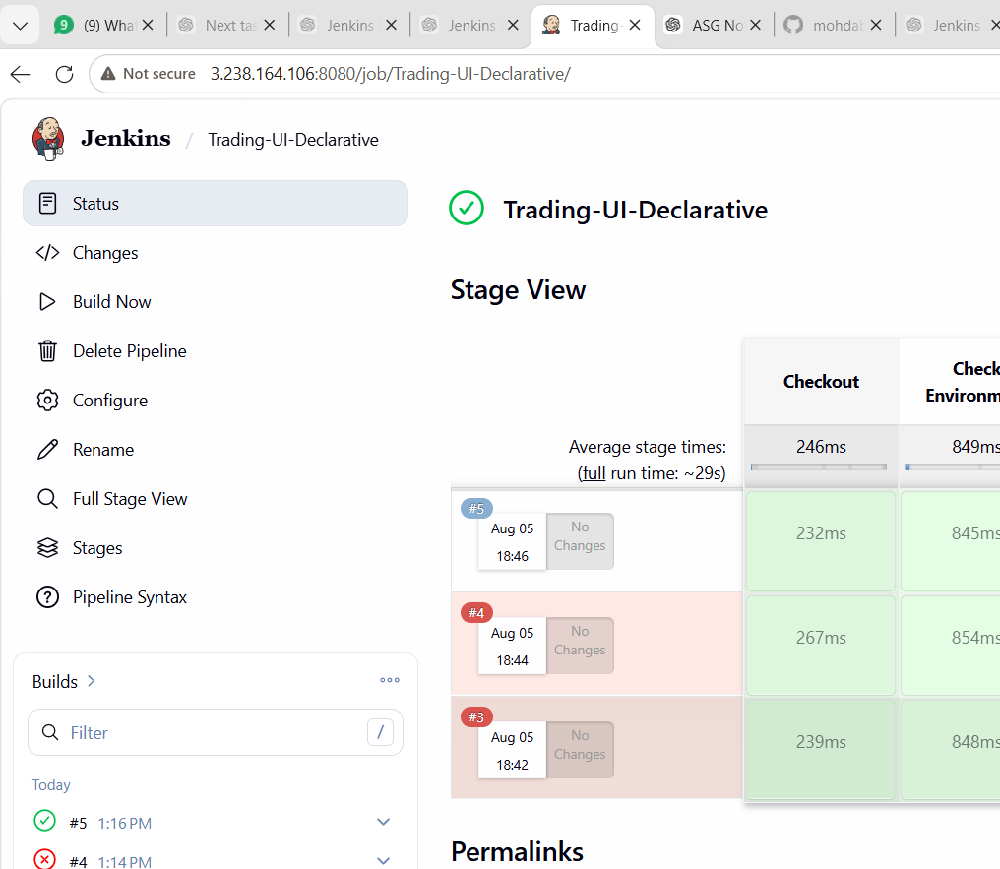 9 (9) Wha
Next tas
Jenkins
Jenkins
Trading-
ASG No
mohdab
Jenkins
Not secure 3.238.164.106:8080/job/Trading-UI-Declarative/
Jenkins / Trading-UI-Declarative
Status
Changes
Build Now
Delete Pipeline
Configure
Rename
Full Stage View
Stages
Pipeline Syntax
Builds
Filter /
Today
#5 1:16 PM
#4 1:14 PM
Trading-UI-Declarative
Stage View
Checkout
Check
Environm
Average stage times:
(full run time: ~29s)
246ms
849ms
#5
Aug 05
18:46
No
Changes
232ms
845ms
#4
Aug 05
18:44
No
Changes
267ms
854ms
#3
Aug 05
18:42
No
Changes
239ms
848ms
Permalinks